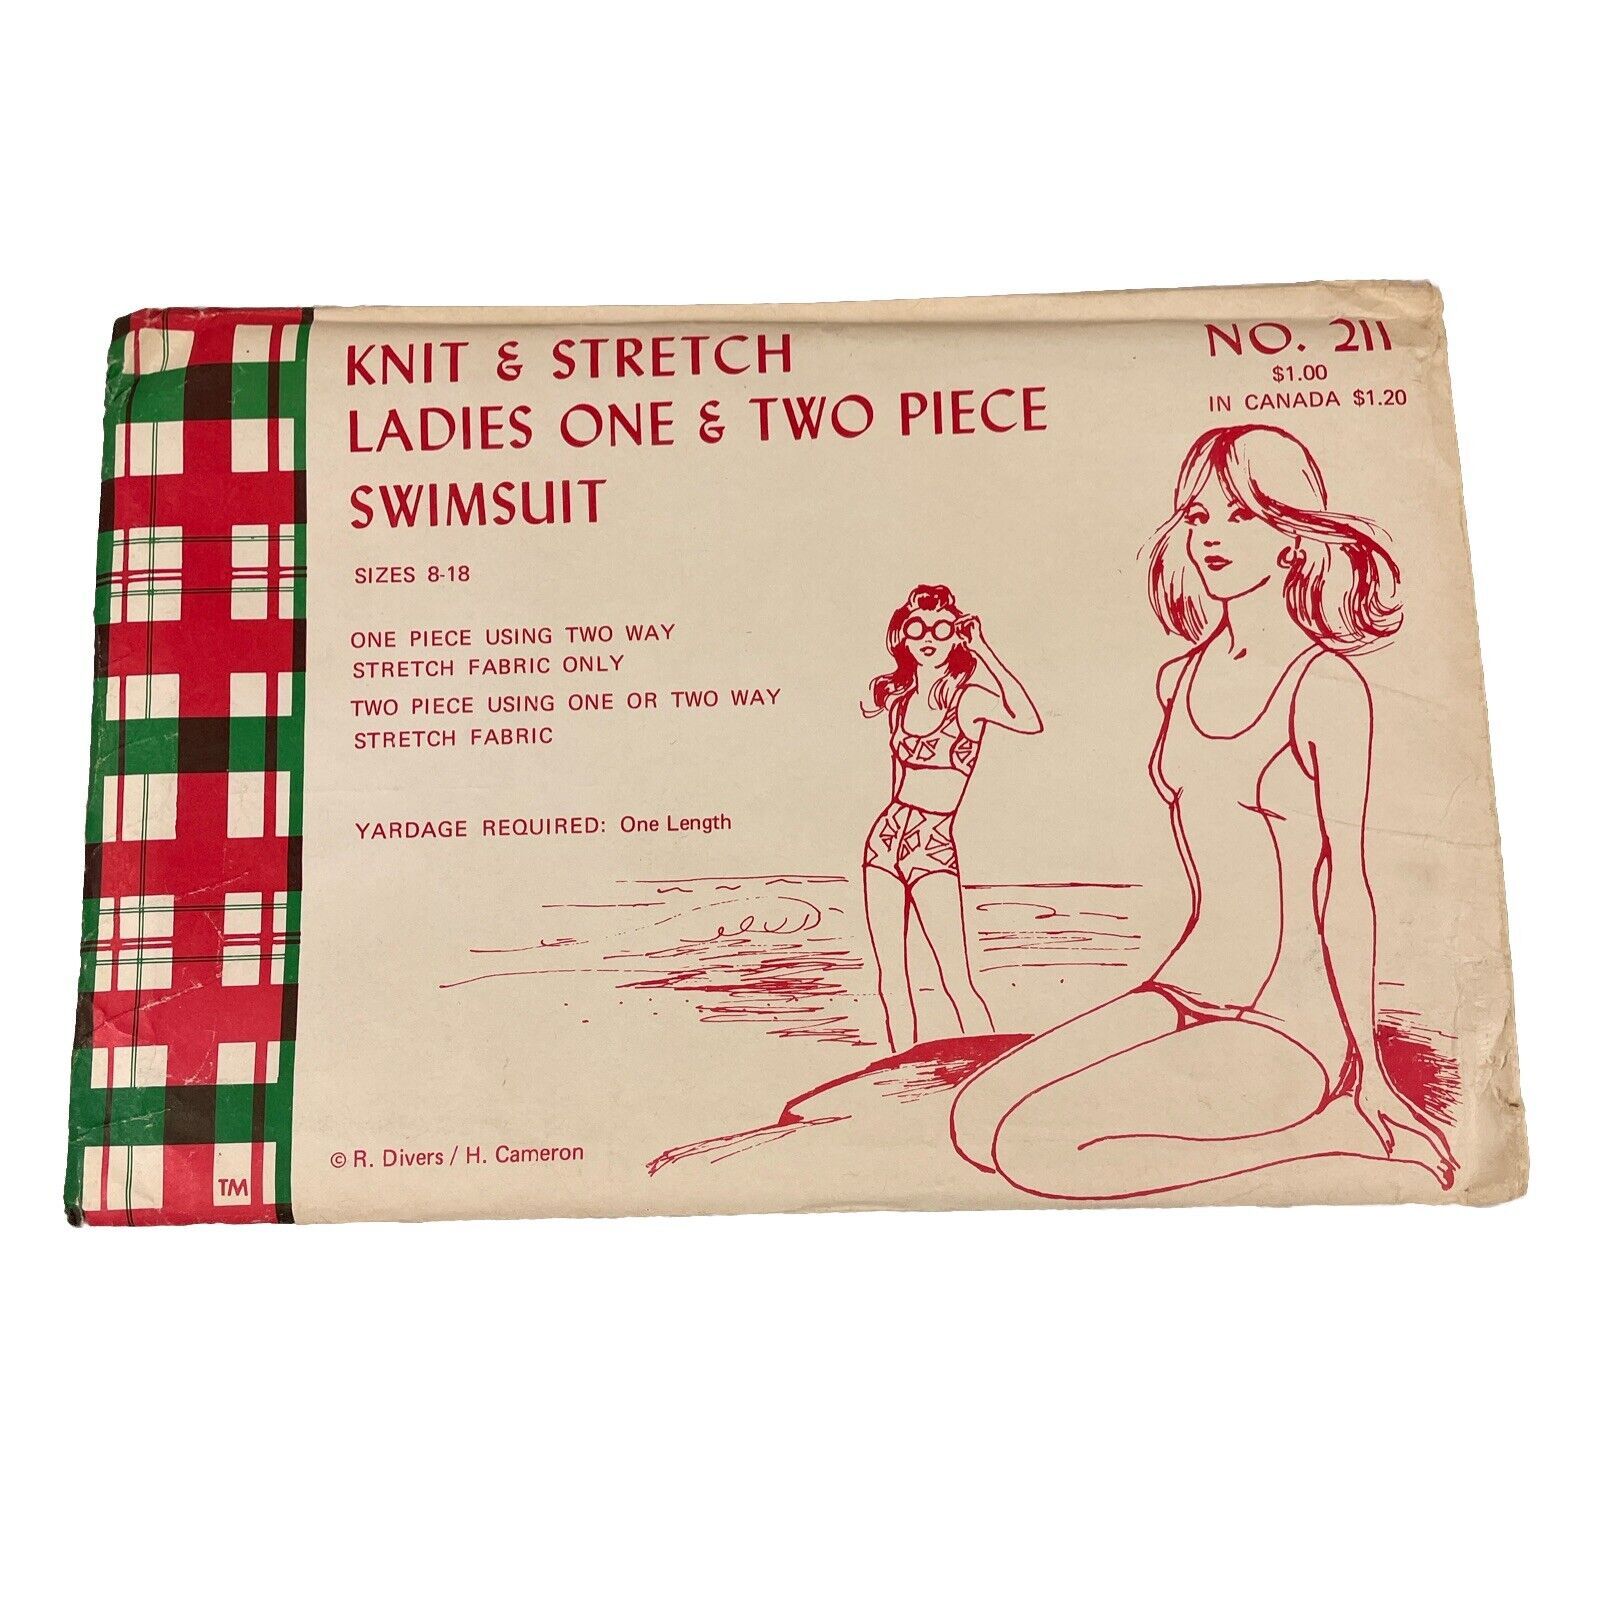 KNIT & STRETCH
LADIES ONE & TWO PIECE
SWIMSUIT
NO. 211
$1.00
IN CANADA $1.20
SIZES 8-18
ONE PIECE USING TWO WAY
STRETCH FABRIC ONLY
TWO PIECE USING ONE OR TWO WAY
STRETCH FABRIC
YARDAGE REQUIRED: One Length
© R. Divers / H. Cameron
TM